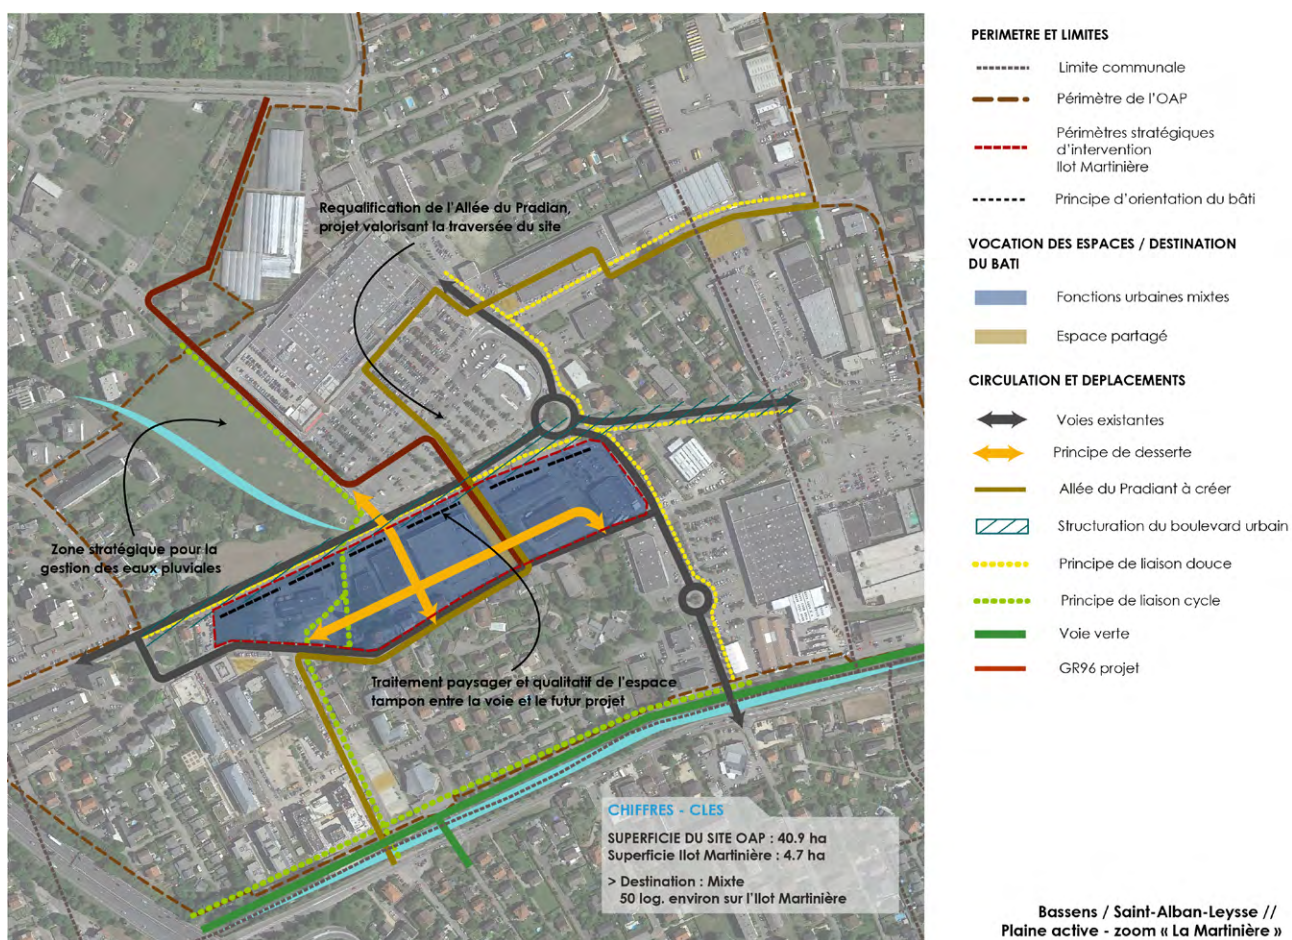 Requalification de l'Allée du Pradian,
projet valorisant la traversée du site
Zone stratégique pour la
gestion des eaux pluviales
Traitement paysager et qualitatif de l'espace
tampon entre la voie et le futur projet
CHIFFRES - CLES
SUPERFICIE DU SITE OAP : 40.9 ha
Superficie Ilot Martinière : 4.7 ha
> Destination : Mixte
50 log. environ sur l'Ilot Martinière
PERIMETRE ET LIMITES
Limite communale
Périmètre de l'OAP
Périmètres stratégiques
d'intervention
Ilot Martinière
Principe d'orientation du bâti
VOCATION DES ESPACES / DESTINATION
DU BATI
Fonctions urbaines mixtes
Espace partagé
CIRCULATION ET DEPLACEMENTS
Voies existantes
Principe de desserte
Allée du Pradiant à créer
Structuration du boulevard urbain
Principe de liaison douce
Principe de liaison cycle
Voie verte
GR96 projet
Bassens / Saint-Alban-Leysse //
Plaine active - zoom « La Martinière »